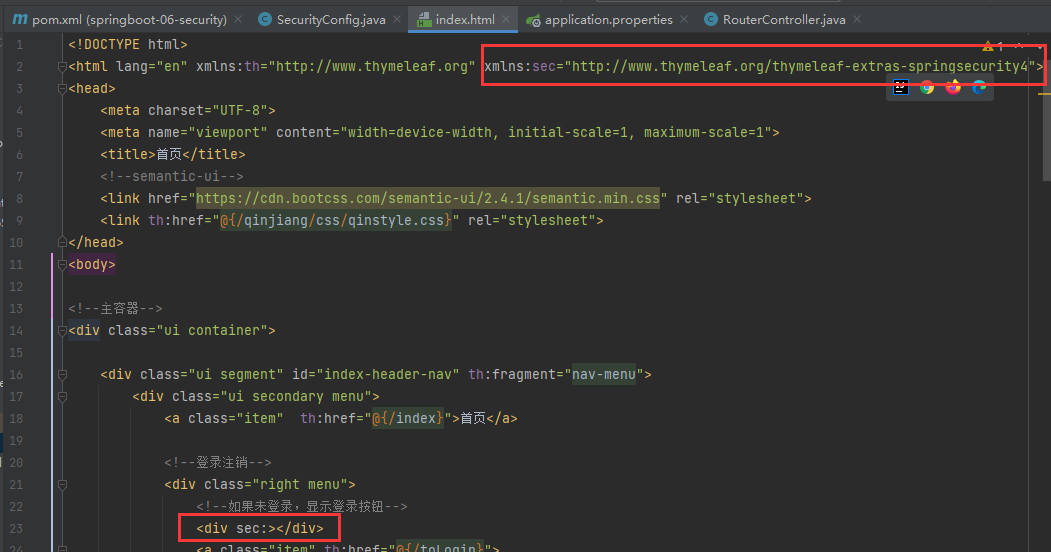 pom.xml (springboot-06-security) × SecurityConfig.java × index.html × application.properties × RouterController.java ×
1 <!DOCTYPE html>
2 <html lang="en" xmlns:th="http://www.thymeleaf.org" xmlns:sec="http://www.thymeleaf.org/thymeleaf-extras-springsecurity4">
3 <head>
4 <meta charset="UTF-8">
5 <meta name="viewport" content="width=device-width, initial-scale=1, maximum-scale=1">
6 <title>首页</title>
7 <!--semantic-ui-->
8 <link href="https://cdn.bootcss.com/semantic-ui/2.4.1/semantic.min.css" rel="stylesheet">
9 <link th:href="@{/qinjiang/css/qinstyle.css}" rel="stylesheet">
10 </head>
11 <body>
12
13 <!--主容器-->
14 <div class="ui container">
15
16 <div class="ui segment" id="index-header-nav" th:fragment="nav-menu">
17 <div class="ui secondary menu">
18 <a class="item"  th:href="@{/index}">首页</a>
19
20 <!--登录注销-->
21 <div class="right menu">
22 <!--如果未登录，显示登录按钮-->
23 <div sec:></div>
24 <a class="item" th:href="@{/toLogin}">